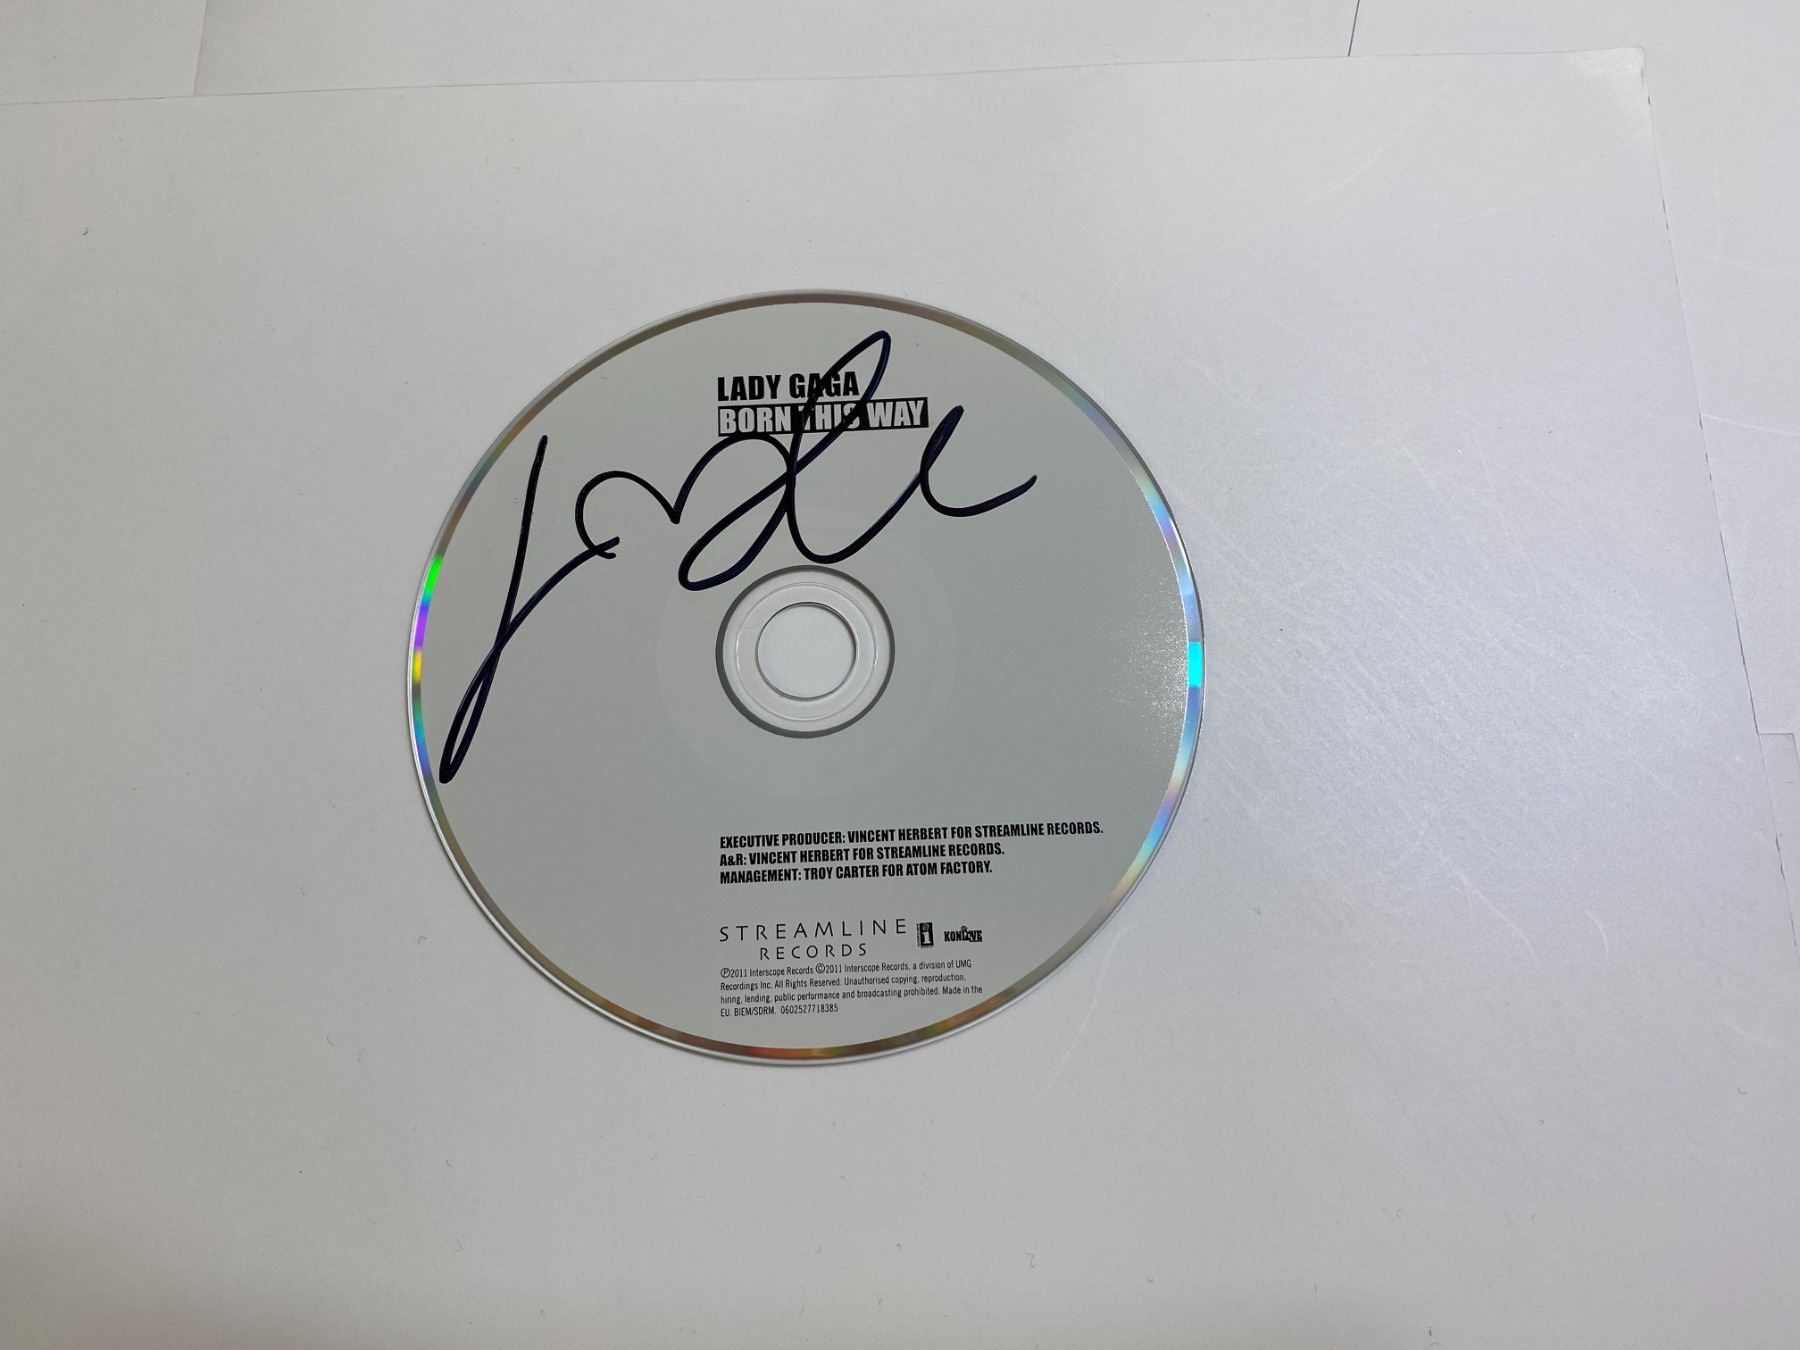 LADY GAGA
BORN THIS WAY
EXECUTIVE PRODUCER: VINCENT HERBERT FOR STREAMLINE RECORDS.
A&R: VINCENT HERBERT FOR STREAMLINE RECORDS.
MANAGEMENT: TROY CARTER FOR ATOM FACTORY.
STREAMLINE
RECORDS
i KONLIVE
℗2011 Interscope Records ©2011 Interscope Records, a division of UMG
Recordings Inc. All Rights Reserved. Unauthorised copying, reproduction,
hiring, lending, public performance and broadcasting prohibited. Made in the
EU. BIEM/SDRM. 0602527718385